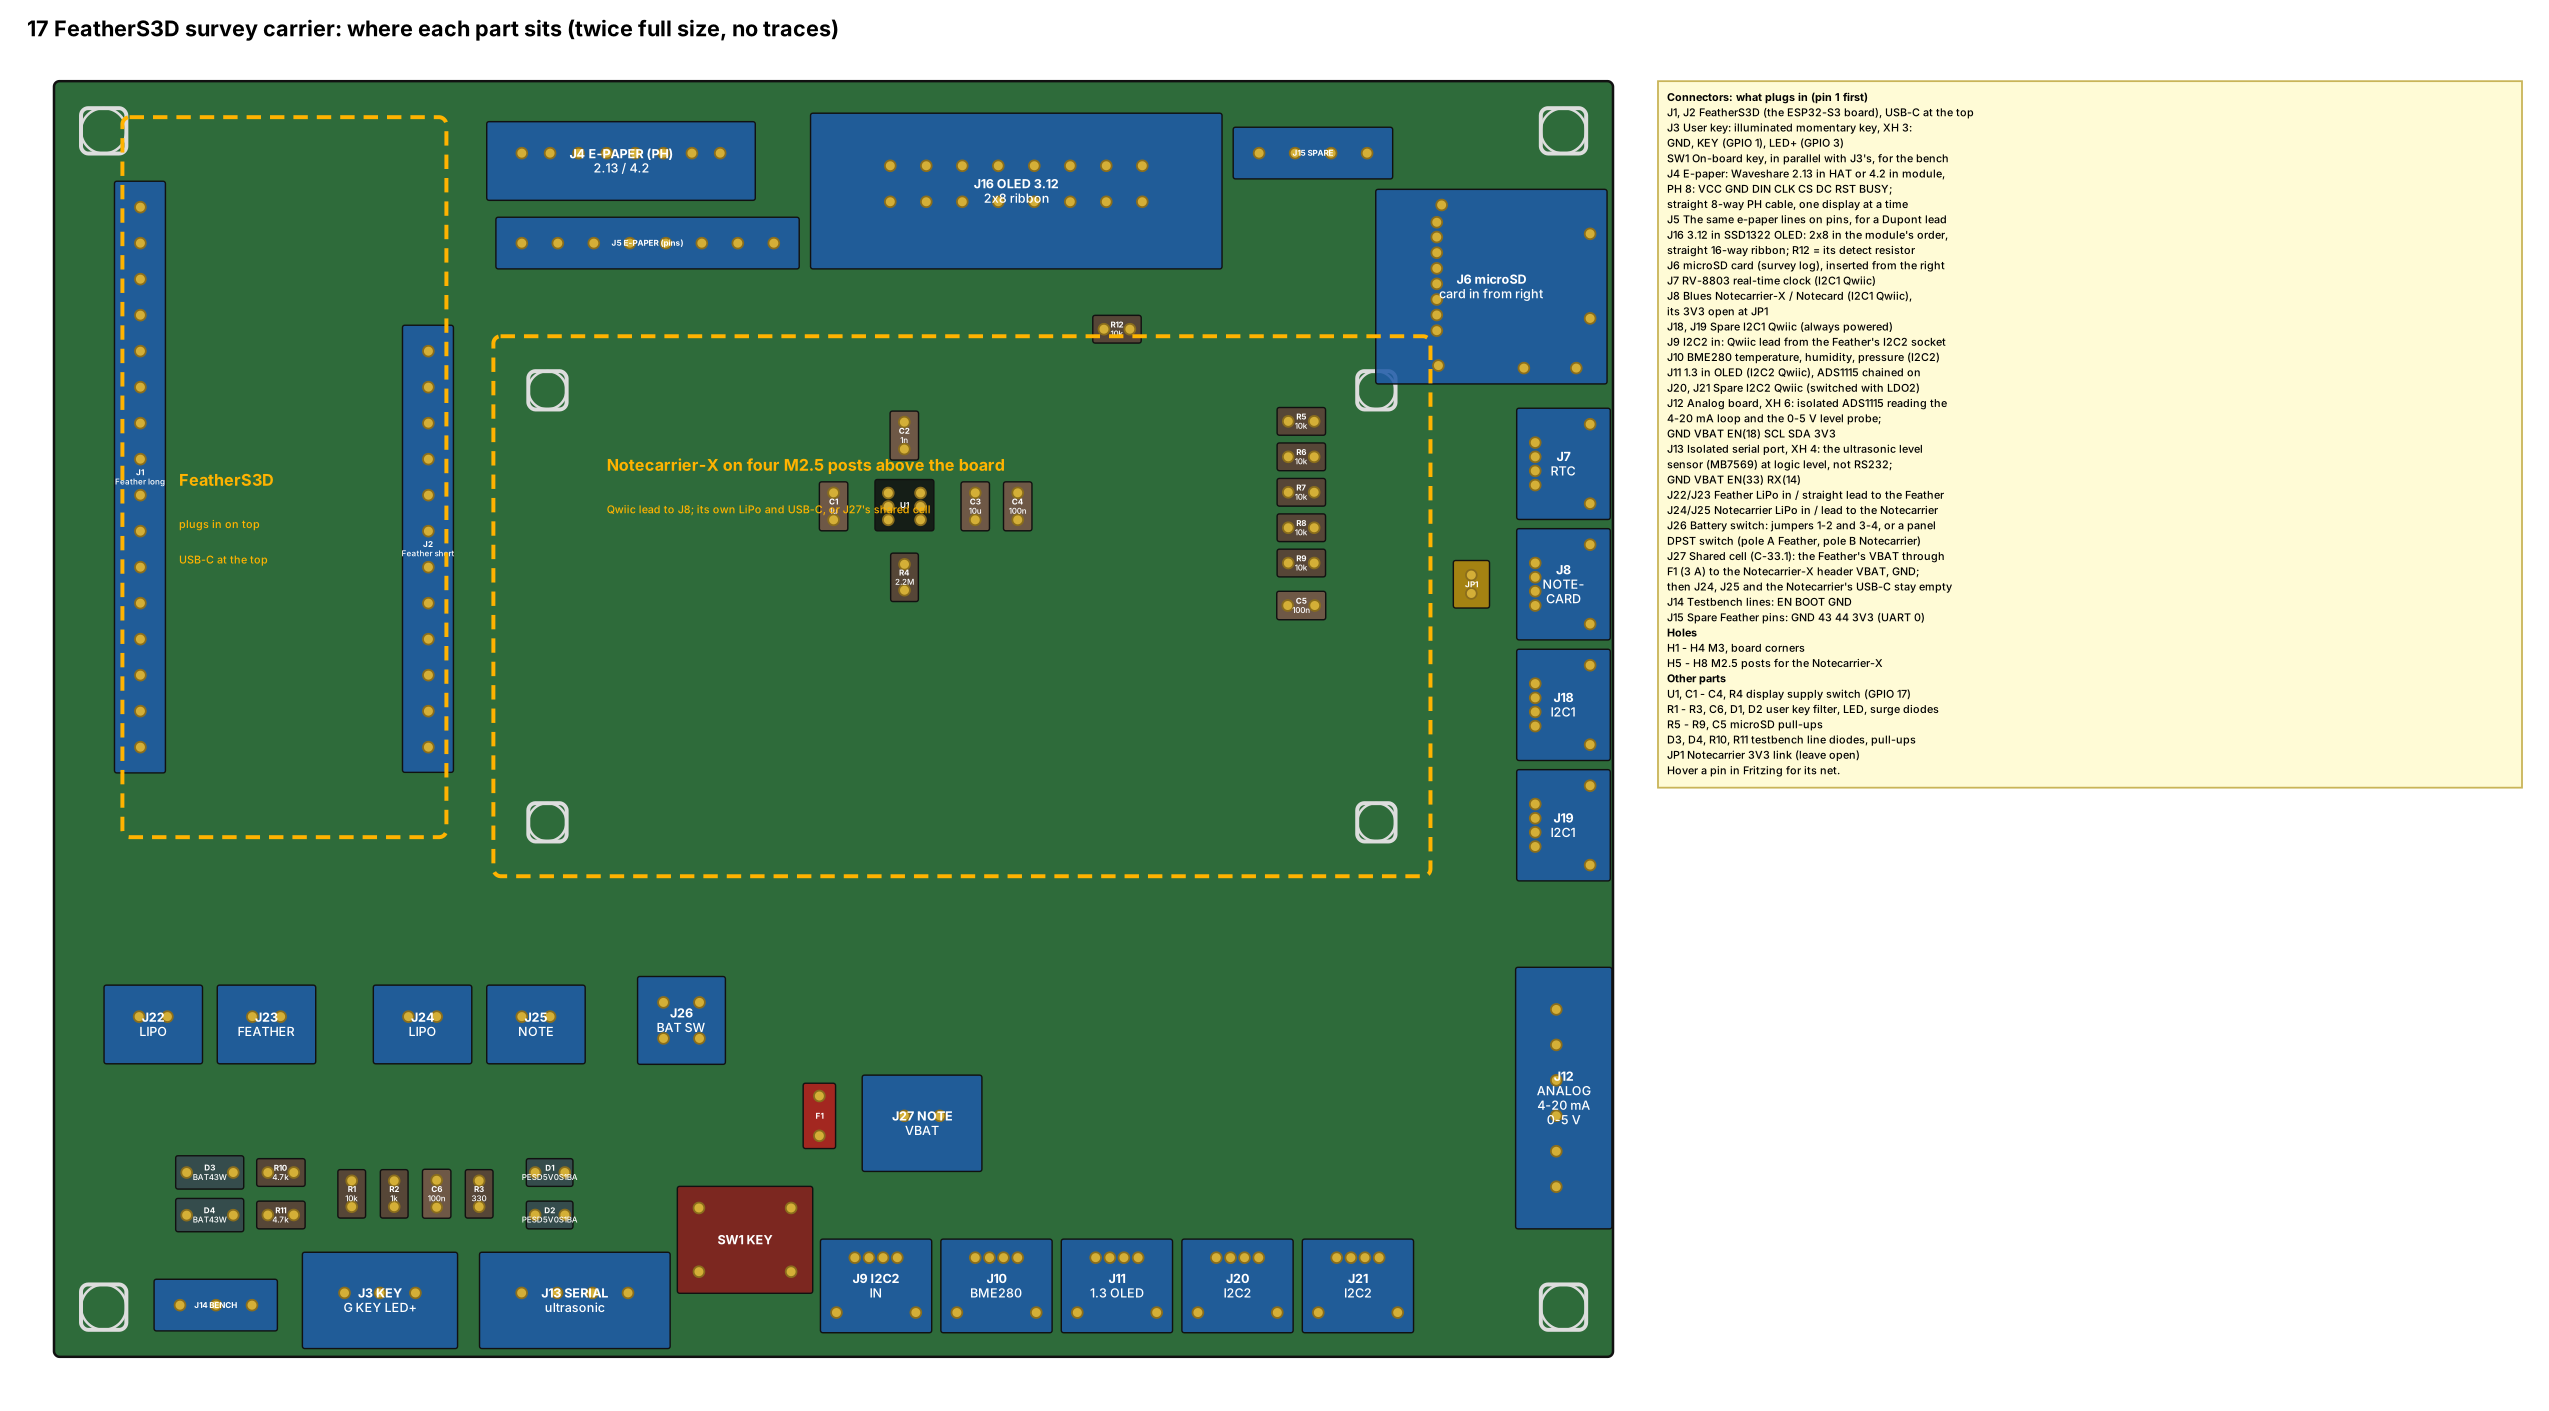 17 FeatherS3D survey carrier: where each part sits (twice full size, no traces)
J4 E-PAPER (PH)
2.13 / 4.2
J5 E-PAPER (pins)
J16 OLED 3.12
2x8 ribbon
J15 SPARE
J6 microSD
card in from right
R12
10k
J1
Feather long
J2
Feather short
FeatherS3D
plugs in on top
USB-C at the top
Notecarrier-X on four M2.5 posts above the board
Qwiic lead to J8; its own LiPo and USB-C, or J27's shared cell
C2
1n
C1
1u
U1
C3
10u
C4
100n
R4
2.2M
R5
10k
R6
10k
R7
10k
R8
10k
R9
10k
C5
100n
JP1
J7
RTC
J8
NOTE-
CARD
J18
I2C1
J19
I2C1
J22
LIPO
J23
FEATHER
J24
LIPO
J25
NOTE
J26
BAT SW
J12
ANALOG
4-20 mA
0-5 V
F1
J27 NOTE
VBAT
D3
BAT43W
R10
4.7k
D4
BAT43W
R11
4.7k
R1
10k
R2
1k
C6
100n
R3
330
D1
PESD5V0S1BA
D2
PESD5V0S1BA
SW1 KEY
J14 BENCH
J3 KEY
G KEY LED+
J13 SERIAL
ultrasonic
J9 I2C2
IN
J10
BME280
J11
1.3 OLED
J20
I2C2
J21
I2C2
Connectors: what plugs in (pin 1 first)
J1, J2 FeatherS3D (the ESP32-S3 board), USB-C at the top
J3 User key: illuminated momentary key, XH 3:
GND, KEY (GPIO 1), LED+ (GPIO 3)
SW1 On-board key, in parallel with J3's, for the bench
J4 E-paper: Waveshare 2.13 in HAT or 4.2 in module,
PH 8: VCC GND DIN CLK CS DC RST BUSY;
straight 8-way PH cable, one display at a time
J5 The same e-paper lines on pins, for a Dupont lead
J16 3.12 in SSD1322 OLED: 2x8 in the module's order,
straight 16-way ribbon; R12 = its detect resistor
J6 microSD card (survey log), inserted from the right
J7 RV-8803 real-time clock (I2C1 Qwiic)
J8 Blues Notecarrier-X / Notecard (I2C1 Qwiic),
its 3V3 open at JP1
J18, J19 Spare I2C1 Qwiic (always powered)
J9 I2C2 in: Qwiic lead from the Feather's I2C2 socket
J10 BME280 temperature, humidity, pressure (I2C2)
J11 1.3 in OLED (I2C2 Qwiic), ADS1115 chained on
J20, J21 Spare I2C2 Qwiic (switched with LDO2)
J12 Analog board, XH 6: isolated ADS1115 reading the
4-20 mA loop and the 0-5 V level probe;
GND VBAT EN(18) SCL SDA 3V3
J13 Isolated serial port, XH 4: the ultrasonic level
sensor (MB7569) at logic level, not RS232;
GND VBAT EN(33) RX(14)
J22/J23 Feather LiPo in / straight lead to the Feather
J24/J25 Notecarrier LiPo in / lead to the Notecarrier
J26 Battery switch: jumpers 1-2 and 3-4, or a panel
DPST switch (pole A Feather, pole B Notecarrier)
J27 Shared cell (C-33.1): the Feather's VBAT through
F1 (3 A) to the Notecarrier-X header VBAT, GND;
then J24, J25 and the Notecarrier's USB-C stay empty
J14 Testbench lines: EN BOOT GND
J15 Spare Feather pins: GND 43 44 3V3 (UART 0)
Holes
H1 - H4 M3, board corners
H5 - H8 M2.5 posts for the Notecarrier-X
Other parts
U1, C1 - C4, R4 display supply switch (GPIO 17)
R1 - R3, C6, D1, D2 user key filter, LED, surge diodes
R5 - R9, C5 microSD pull-ups
D3, D4, R10, R11 testbench line diodes, pull-ups
JP1 Notecarrier 3V3 link (leave open)
Hover a pin in Fritzing for its net.